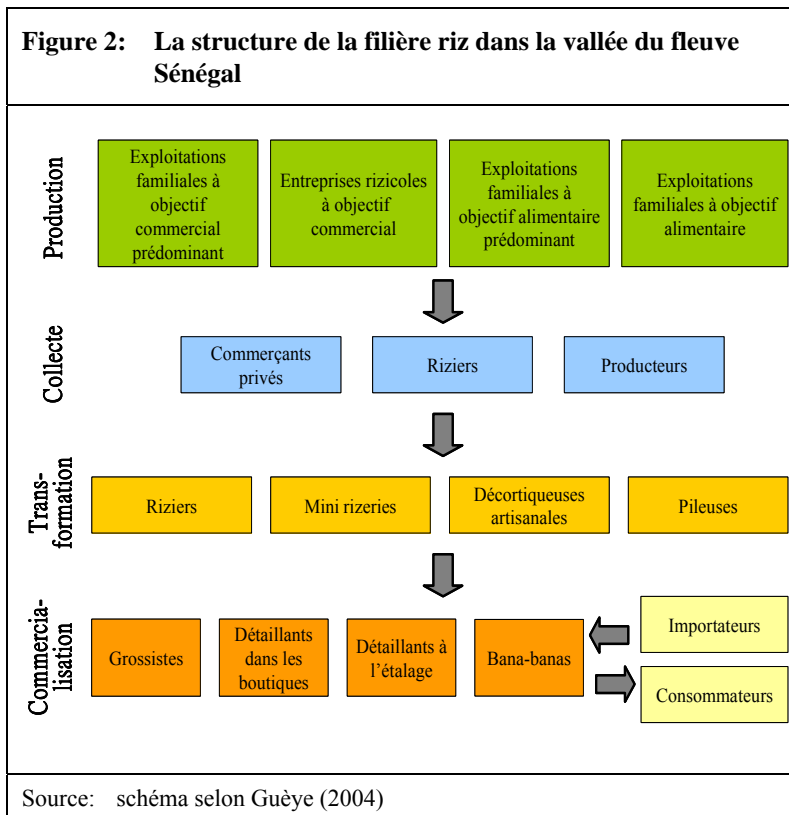 Figure 2: La structure de la filière riz dans la vallée du fleuve
Sénégal
Production
Exploitations
familiales à
objectif
commercial
prédominant
Entreprises rizicoles
à objectif
commercial
Exploitations
familiales à
objectif alimentaire
prédominant
Exploitations
familiales à objectif
alimentaire
Collecte
Commerçants
privés
Riziers
Producteurs
Trans-
formation
Riziers
Mini rizeries
Décortiqueuses
artisanales
Pileuses
Commercia-
lisation
Grossistes
Détaillants
dans les
boutiques
Détaillants à
l'étalage
Bana-banas
Importateurs
Consommateurs
Source: schéma selon Guèye (2004)